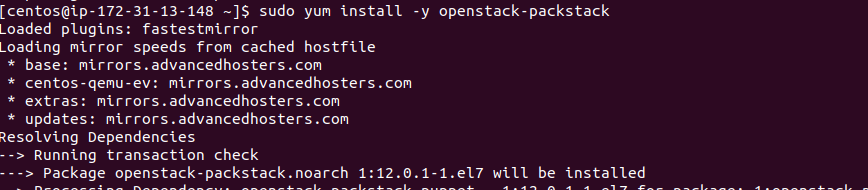 [centos@ip-172-31-13-148 ~]$ sudo yum install -y openstack-packstack
Loaded plugins: fastestmirror
Loading mirror speeds from cached hostfile
 * base: mirrors.advancedhosters.com
 * centos-qemu-ev: mirrors.advancedhosters.com
 * extras: mirrors.advancedhosters.com
 * updates: mirrors.advancedhosters.com
Resolving Dependencies
--> Running transaction check
---> Package openstack-packstack.noarch 1:12.0.1-1.el7 will be installed
--> Processing Dependency: openstack-packstack-puppet = 1:12.0.1-1.el7 for package: 1:openstack